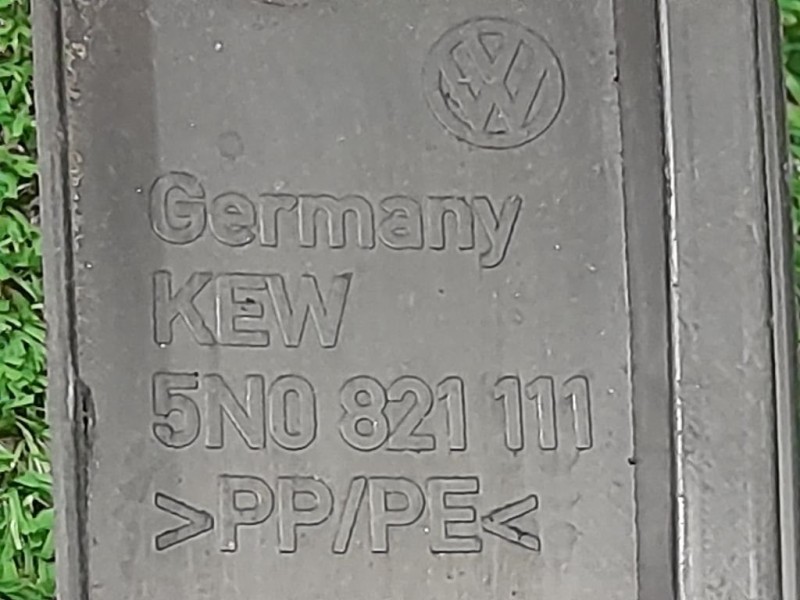 Germany
KEW
5N0 821 111
>PP/PE<